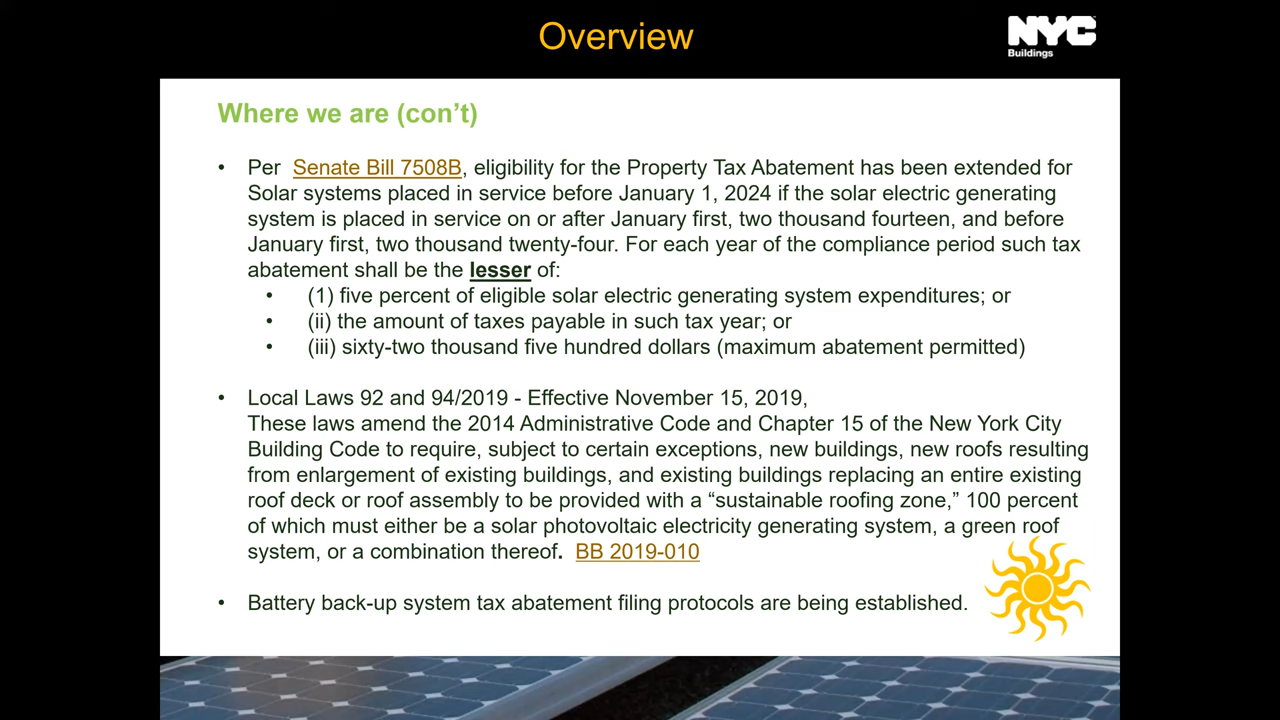 Overview
NYC
Buildings
Where we are (con’t)
• Per Senate Bill 7508B, eligibility for the Property Tax Abatement has been extended for
Solar systems placed in service before January 1, 2024 if the solar electric generating
system is placed in service on or after January first, two thousand fourteen, and before
January first, two thousand twenty-four. For each year of the compliance period such tax
abatement shall be the lesser of:
• (1) five percent of eligible solar electric generating system expenditures; or
• (ii) the amount of taxes payable in such tax year; or
• (iii) sixty-two thousand five hundred dollars (maximum abatement permitted)
• Local Laws 92 and 94/2019 - Effective November 15, 2019,
These laws amend the 2014 Administrative Code and Chapter 15 of the New York City
Building Code to require, subject to certain exceptions, new buildings, new roofs resulting
from enlargement of existing buildings, and existing buildings replacing an entire existing
roof deck or roof assembly to be provided with a “sustainable roofing zone,” 100 percent
of which must either be a solar photovoltaic electricity generating system, a green roof
system, or a combination thereof. BB 2019-010
• Battery back-up system tax abatement filing protocols are being established.